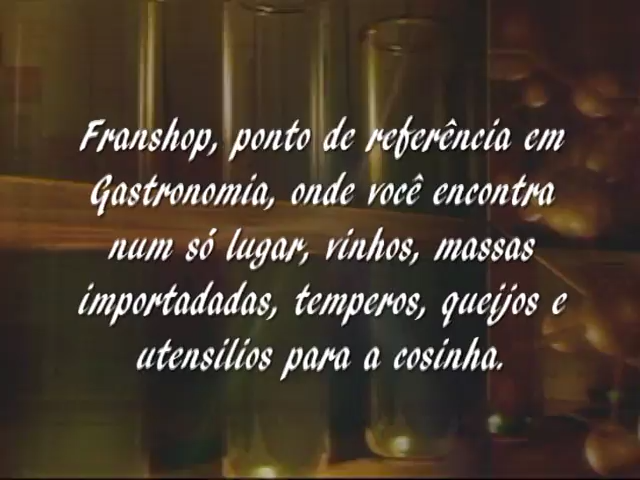 Franshop, ponto de referência em
Gastronomia, onde você encontra
num só lugar, vinhos, massas
importadadas, temperos, queijos e
utensilios para a cosinha.